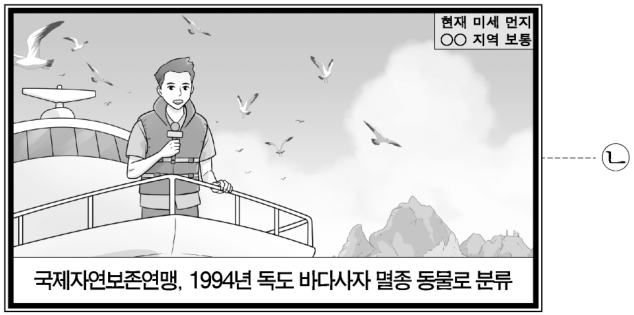 현재 미세 먼지
○○ 지역 보통
㉡
국제자연보존연맹, 1994년 독도 바다사자 멸종 동물로 분류